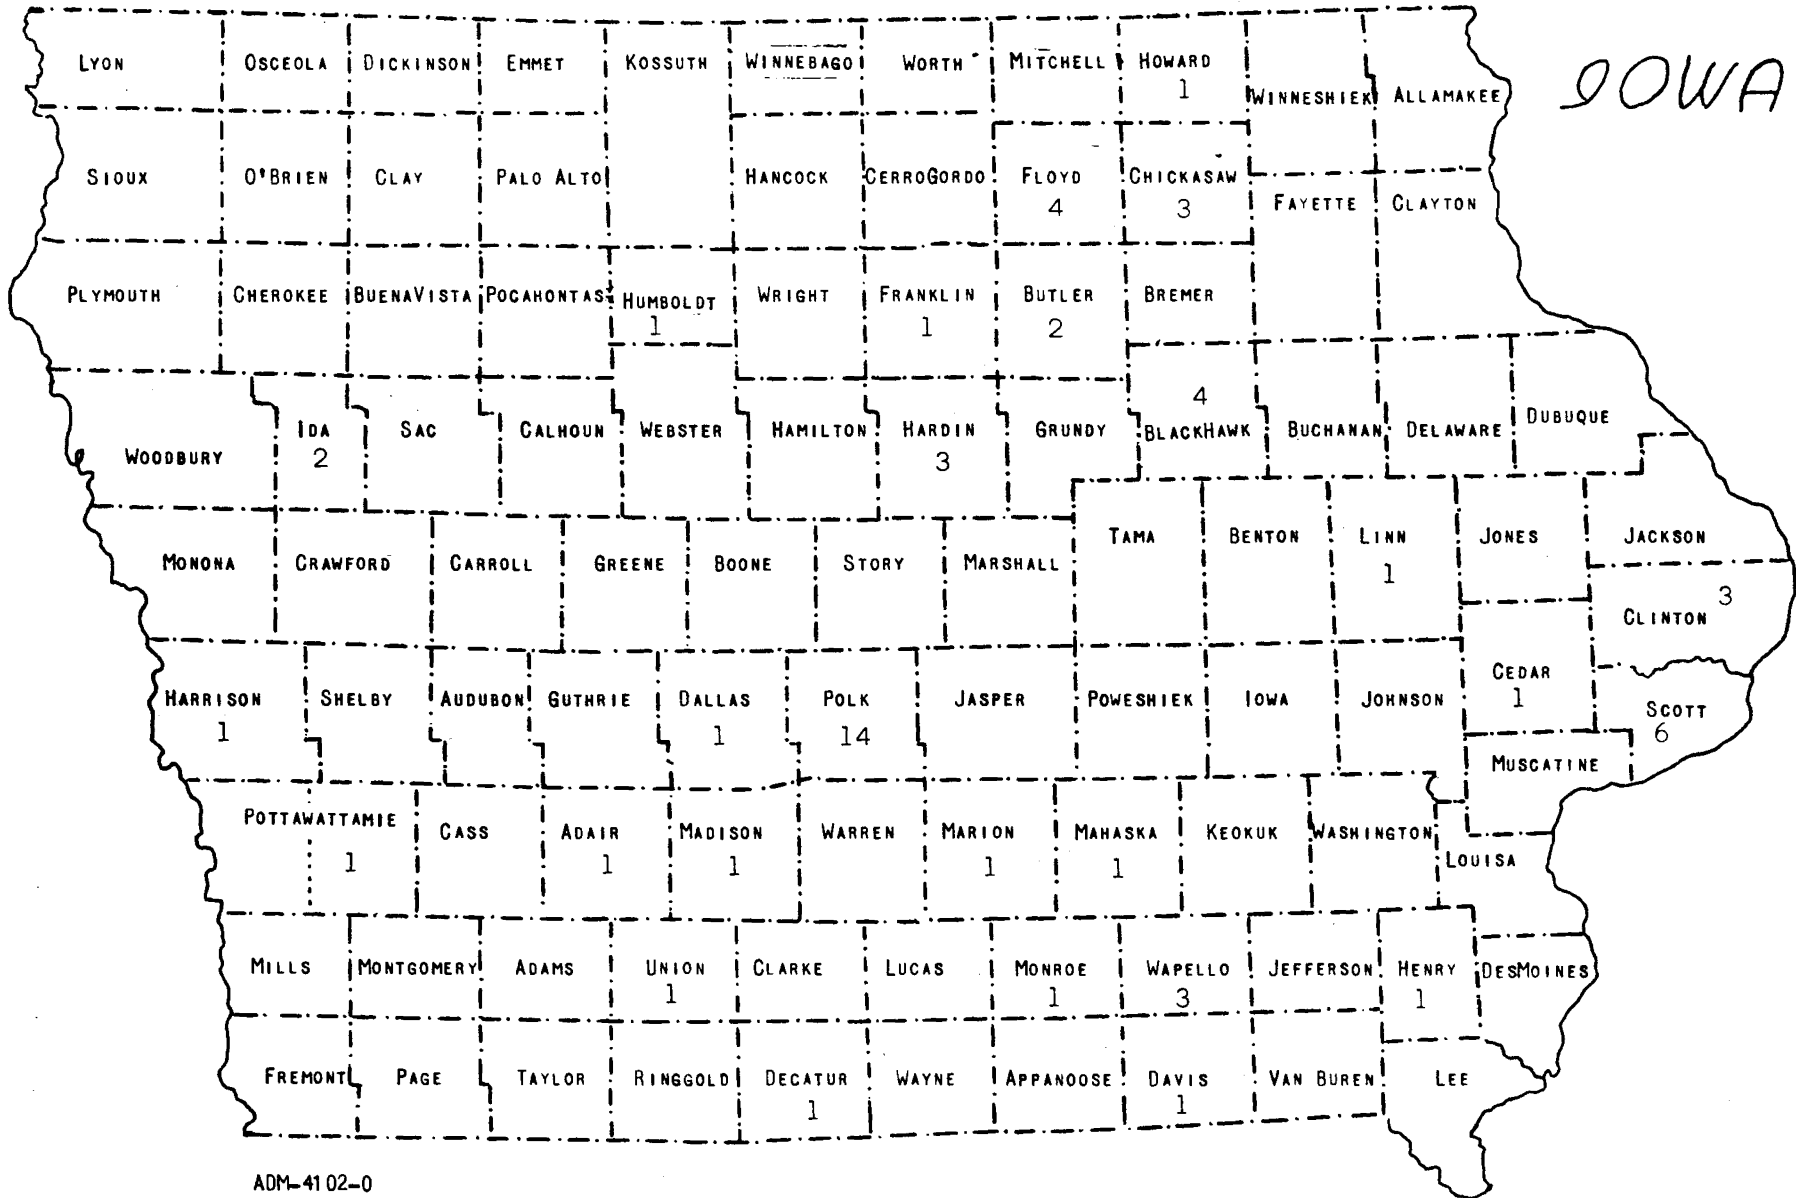 IOWA
LYON OSCEOLA DICKINSON EMMET KOSSUTH WINNEBAGO WORTH MITCHELL HOWARD
1
WINNESHIEK ALLAMAKEE
SIOUX O'BRIEN CLAY PALO ALTO HANCOCK CERROGORDO FLOYD CHICKASAW
4 3
FAYETTE CLAYTON
PLYMOUTH CHEROKEE BUENAVISTA POCAHONTAS HUMBOLDT WRIGHT FRANKLIN BUTLER BREMER
1 1 2
4
WOODBURY IDA SAC CALHOUN WEBSTER HAMILTON HARDIN GRUNDY BLACKHAWK BUCHANAN DELAWARE DUBUQUE
2 3
MONONA CRAWFORD CARROLL GREENE BOONE STORY MARSHALL TAMA BENTON LINN JONES JACKSON
1
3
CLINTON
HARRISON SHELBY AUDUBON GUTHRIE DALLAS POLK JASPER POWESHIEK IOWA JOHNSON CEDAR SCOTT
1 1 14 1 6
MUSCATINE
POTTAWATTAMIE CASS ADAIR MADISON WARREN MARION MAHASKA KEOKUK WASHINGTON LOUISA
1 1 1 1 1
MILLS MONTGOMERY ADAMS UNION CLARKE LUCAS MONROE WAPELLO JEFFERSON HENRY DESMOINES
1 1 3 1
FREMONT PAGE TAYLOR RINGGOLD DECATUR WAYNE APPANOOSE DAVIS VAN BUREN LEE
1 1
ADM-4102-0